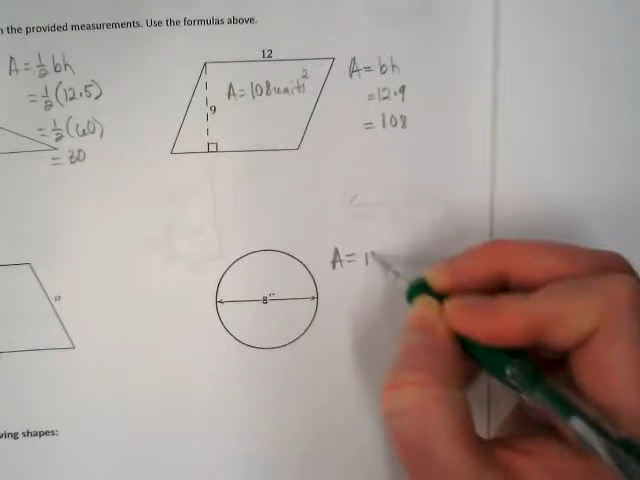 the provided measurements. Use the formulas above.
A = ½bh
= ½(12·5)
= ½(60)
= 30
12
9
A = 108 units²
A = bh
= 12·9
= 108
8"
A =
ving shapes: